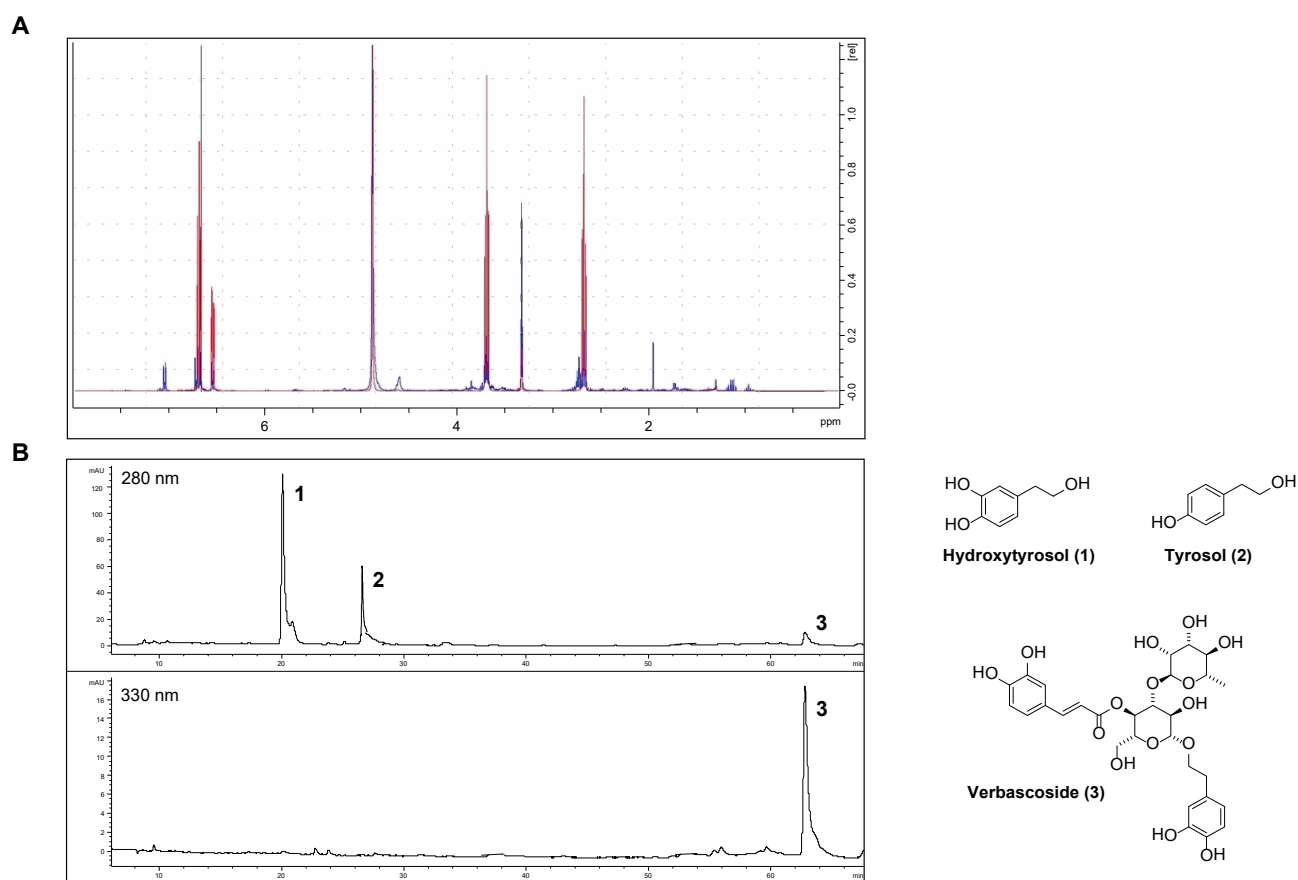 A
[rel]
1.0
0.8
0.6
0.4
0.2
-0.0
6 4 2 ppm
B
mAU
280 nm
120
100
80
60
40
20
0
1
2
3
10 20 30 40 50 60 min
mAU
330 nm
16
14
12
10
8
6
4
2
0
3
10 20 30 40 50 60 min
HO
HO
OH
Hydroxytyrosol (1)
HO
OH
Tyrosol (2)
OH
HO
OH
OH
HO
O
O
O
O
OH
O
O
OH
HO
OH
Verbascoside (3)